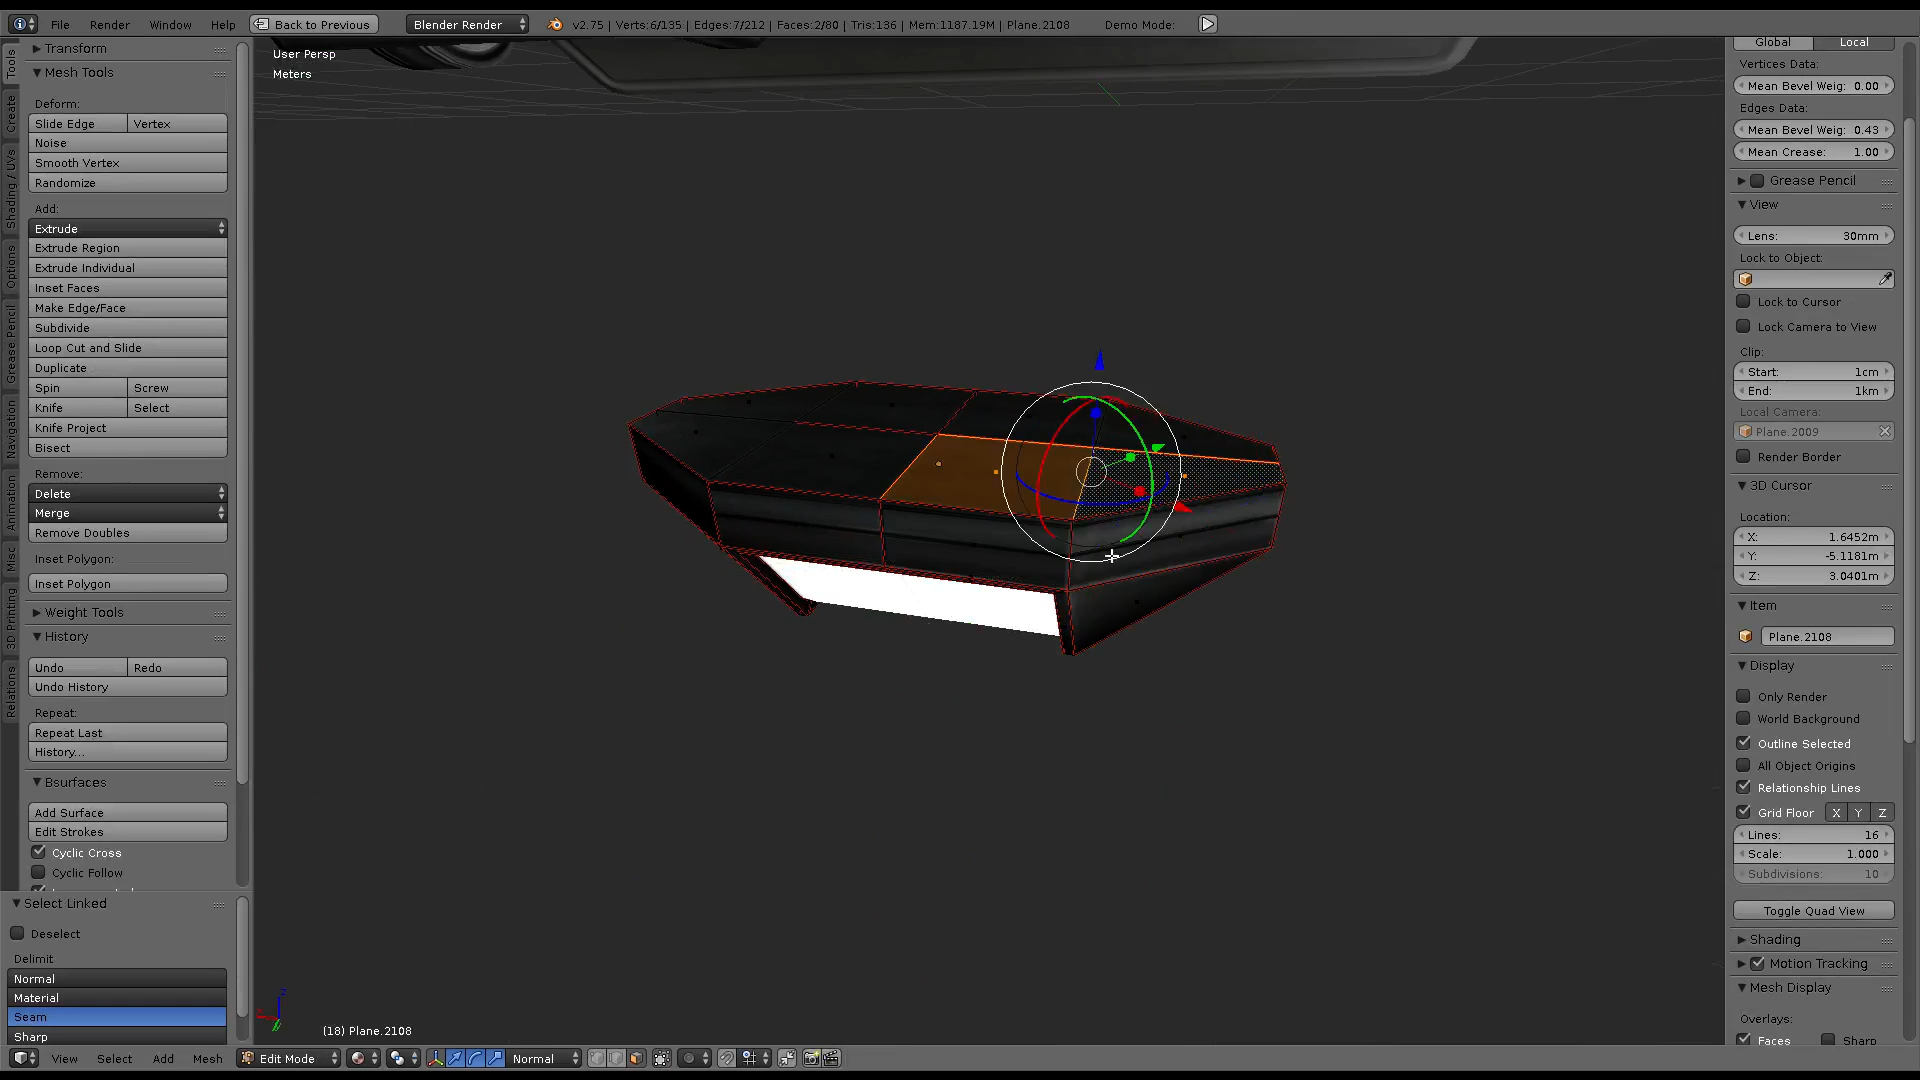 File Render Window Help Back to Previous Blender Render v2.75 | Verts:6/135 | Edges:7/212 | Faces:2/80 | Tris:136 | Mem:1187.19M | Plane.2108 Demo Mode:
Tools
Create
Shading / UVs
Options
Grease Pencil
Navigation
Animation
Misc
3D Printing
Relations
Transform
Mesh Tools
Deform:
Slide Edge Vertex
Noise
Smooth Vertex
Randomize
Add:
Extrude
Extrude Region
Extrude Individual
Inset Faces
Make Edge/Face
Subdivide
Loop Cut and Slide
Duplicate
Spin Screw
Knife Select
Knife Project
Bisect
Remove:
Delete
Merge
Remove Doubles
Inset Polygon:
Inset Polygon
Weight Tools
History
Undo Redo
Undo History
Repeat:
Repeat Last
History...
Bsurfaces
Add Surface
Edit Strokes
Cyclic Cross
Cyclic Follow
Select Linked
Deselect
Delimit
Normal
Material
Seam
Sharp
User Persp
Meters
(18) Plane.2108
View Select Add Mesh Edit Mode Normal
Global Local
Vertices Data:
Mean Bevel Weig: 0.00
Edges Data:
Mean Bevel Weig: 0.43
Mean Crease: 1.00
Grease Pencil
View
Lens: 30mm
Lock to Object:
Lock to Cursor
Lock Camera to View
Clip:
Start: 1cm
End: 1km
Local Camera:
Plane.2009
Render Border
3D Cursor
Location:
X: 1.6452m
Y: -5.1181m
Z: 3.0401m
Item
Plane.2108
Display
Only Render
World Background
Outline Selected
All Object Origins
Relationship Lines
Grid Floor X Y Z
Lines: 16
Scale: 1.000
Subdivisions: 10
Toggle Quad View
Shading
Motion Tracking
Mesh Display
Overlays:
Faces Sharp